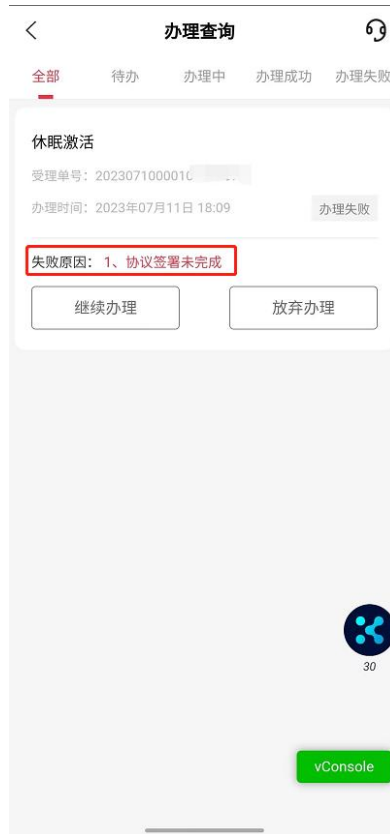 办理查询
全部 待办 办理中 办理成功 办理失败
休眠激活
受理单号：2023071000010
办理时间：2023年07月11日 18:09
办理失败
失败原因：1、协议签署未完成
继续办理 放弃办理
30
vConsole